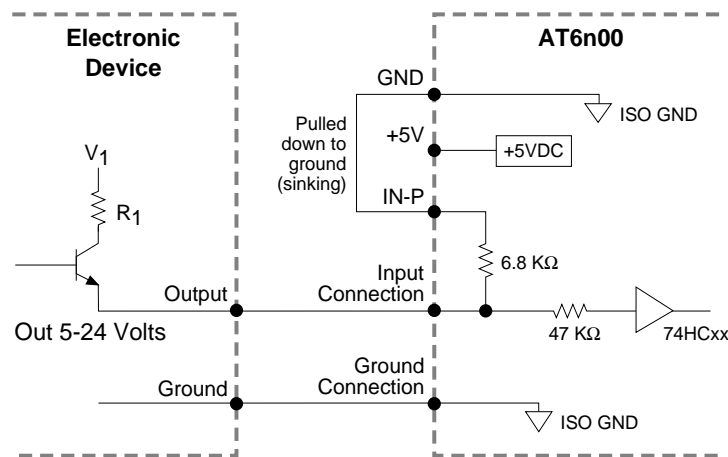 Electronic
Device
AT6n00
GND
ISO GND
Pulled
down to
ground
(sinking)
+5V
+5VDC
V1
IN-P
R1
6.8 KΩ
Output
Input
Connection
Out 5-24 Volts
47 KΩ
74HCxx
Ground
Ground
Connection
ISO GND